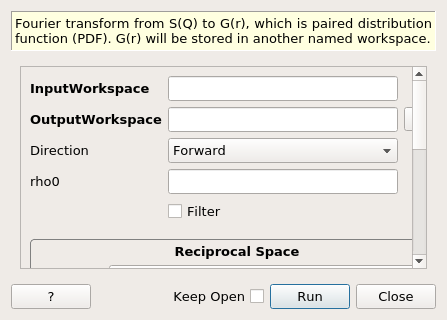 Fourier transform from S(Q) to G(r), which is paired distribution
function (PDF). G(r) will be stored in another named workspace.
InputWorkspace
OutputWorkspace
Direction Forward
rho0
Filter
Reciprocal Space
? Keep Open Run Close